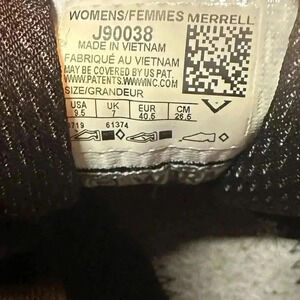 WOMENS/FEMMES MERRELL
J90038
MADE IN VIETNAM
FABRIQUÉ AU VIETNAM
MAY BE COVERED BY US PAT.
WWW.PATENTS.WWWINC.COM
SIZE/GRANDEUR
USA UK EUR CM
9.5 7 40.5 26.5
0719 61374